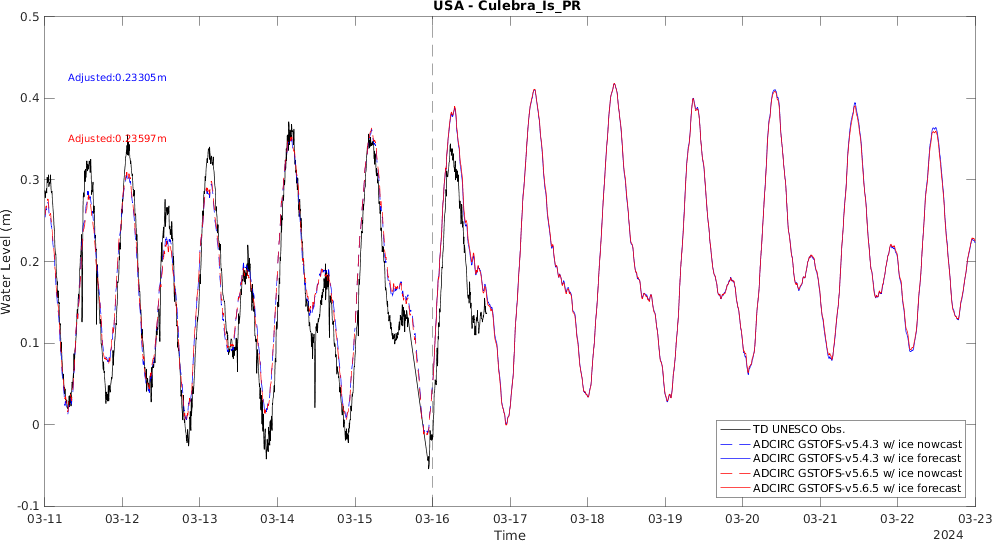 USA - Culebra_Is_PR
0.5
0.4
0.3
0.2
0.1
0
-0.1
Water Level (m)
Adjusted:0.23305m
Adjusted:0.23597m
TD UNESCO Obs.
ADCIRC GSTOFS-v5.4.3 w/ ice nowcast
ADCIRC GSTOFS-v5.4.3 w/ ice forecast
ADCIRC GSTOFS-v5.6.5 w/ ice nowcast
ADCIRC GSTOFS-v5.6.5 w/ ice forecast
03-11 03-12 03-13 03-14 03-15 03-16 03-17 03-18 03-19 03-20 03-21 03-22 03-23
Time
2024